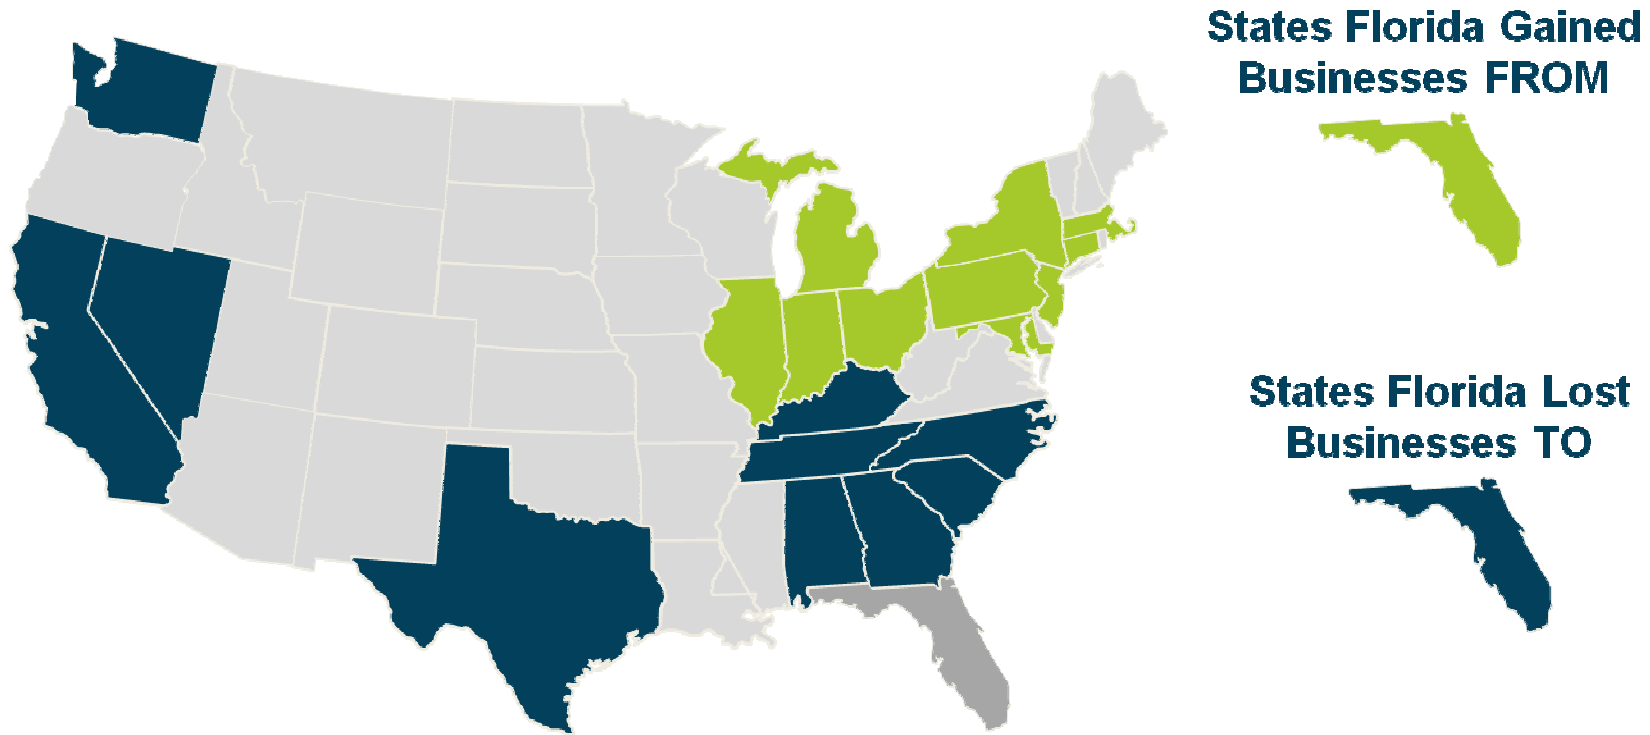 States Florida Gained
Businesses FROM
States Florida Lost
Businesses TO